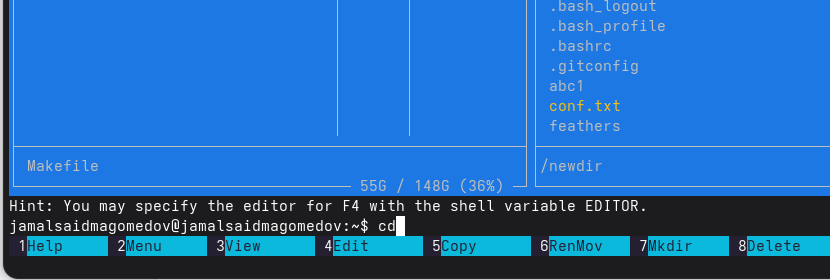 .bash_logout
.bash_profile
.bashrc
.gitconfig
abc1
conf.txt
feathers
Makefile
/newdir
55G / 148G (36%)
Hint: You may specify the editor for F4 with the shell variable EDITOR.
jamalsaidmagomedov@jamalsaidmagomedov:~$ cd
1Help 2Menu 3View 4Edit 5Copy 6RenMov 7Mkdir 8Delete